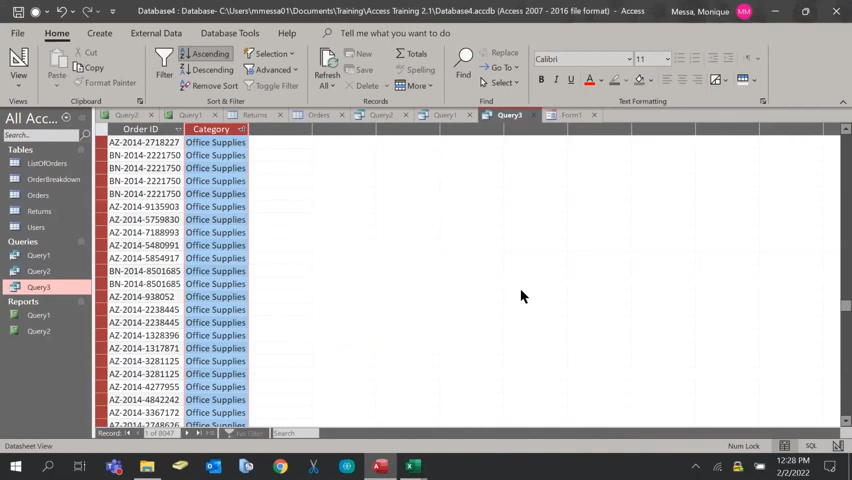 Database4 : Database- C:\Users\mmessa01\Documents\Training\Access Training 2.1\Database4.accdb (Access 2007 - 2016 file format) - Access
Messa, Monique
MM
File
Home
Create
External Data
Database Tools
Help
Tell me what you want to do
View
Views
Paste
Cut
Copy
Format Painter
Clipboard
Filter
Ascending
Descending
Remove Sort
Selection
Advanced
Toggle Filter
Sort & Filter
Refresh
All
New
Save
Delete
Totals
Spelling
More
Records
Find
Replace
Go To
Select
Find
Calibri
11
B
I
U
A
Text Formatting
All Acc...
Query2
Query1
Returns
Orders
Query2
Query1
Query3
Form1
Search...
Tables
ListOfOrders
OrderBreakdown
Orders
Returns
Users
Queries
Query1
Query2
Query3
Reports
Query1
Query2
Order ID Category
AZ-2014-2718227 Office Supplies
BN-2014-2221750 Office Supplies
BN-2014-2221750 Office Supplies
BN-2014-2221750 Office Supplies
BN-2014-2221750 Office Supplies
AZ-2014-9135903 Office Supplies
AZ-2014-5759830 Office Supplies
AZ-2014-7188993 Office Supplies
AZ-2014-5480991 Office Supplies
AZ-2014-5854917 Office Supplies
BN-2014-8501685 Office Supplies
BN-2014-8501685 Office Supplies
AZ-2014-938052 Office Supplies
AZ-2014-2238445 Office Supplies
AZ-2014-2238445 Office Supplies
AZ-2014-1328396 Office Supplies
AZ-2014-1317871 Office Supplies
AZ-2014-3281125 Office Supplies
AZ-2014-3281125 Office Supplies
AZ-2014-4277955 Office Supplies
AZ-2014-4842242 Office Supplies
AZ-2014-3367172 Office Supplies
AZ-2014-2748626 Office Supplies
Record: 1 of 8047 No Filter Search
Datasheet View
Num Lock
SQL
12:28 PM
2/2/2022